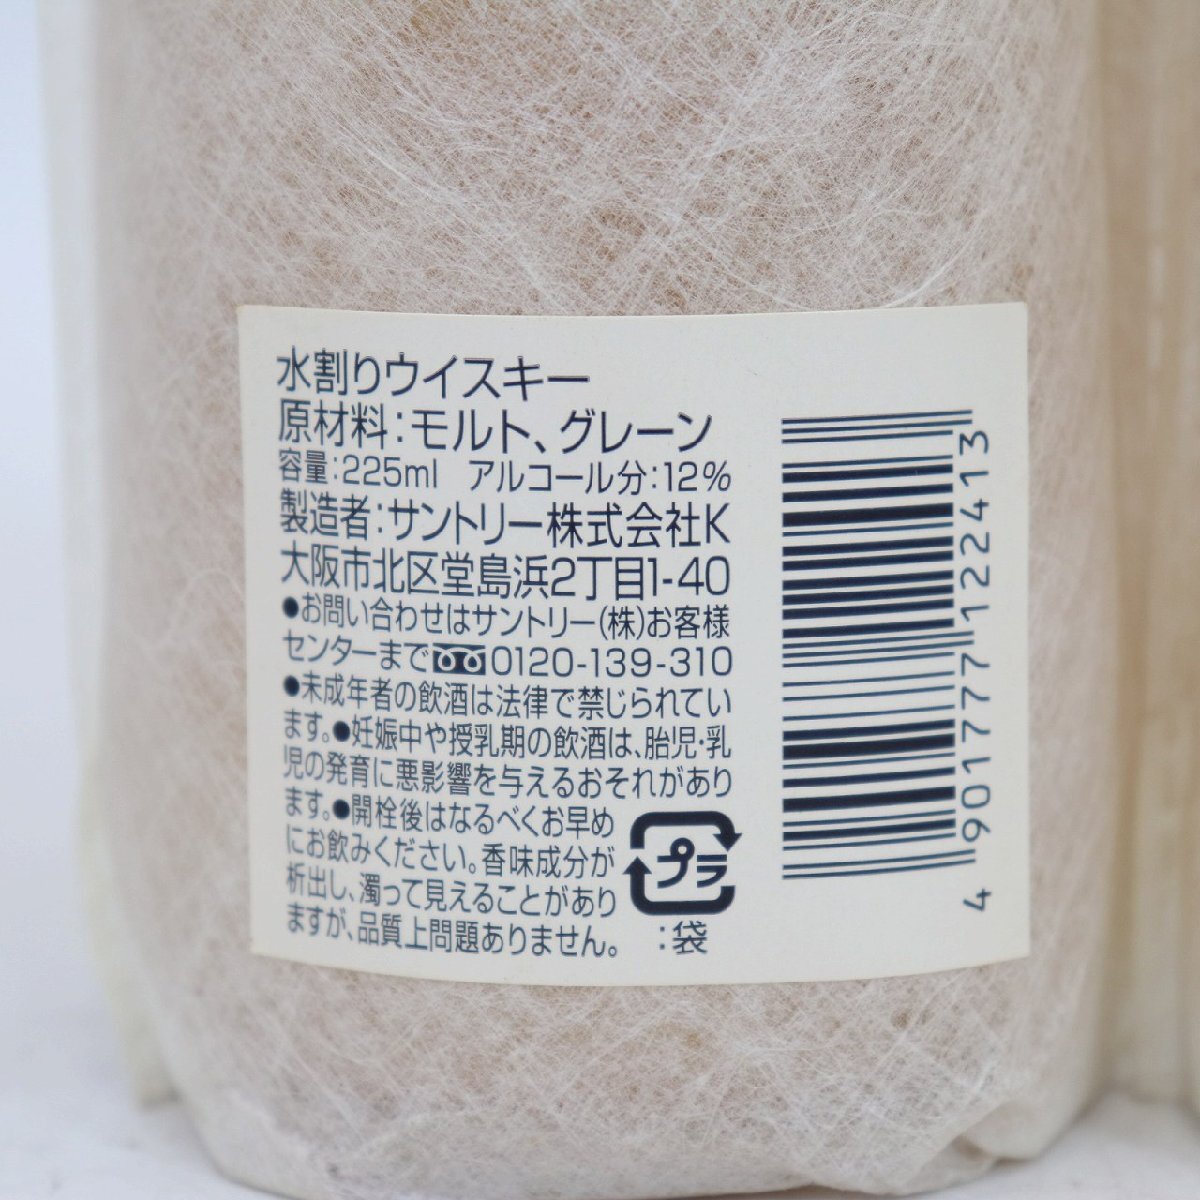 水割りウイスキー
原材料:モルト、グレーン
容量:225ml アルコール分:12%
製造者:サントリー株式会社K
大阪市北区堂島浜2丁目1-40
●お問い合わせはサントリー(株)お客様
センターまで0120-139-310
●未成年者の飲酒は法律で禁じられてい
ます。●妊娠中や授乳期の飲酒は、胎児・乳
児の発育に悪影響を与えるおそれがあり
ます。●開栓後はなるべくお早め
にお飲みください。香味成分が
析出し、濁って見えることがあり
ますが、品質上問題ありません。
プラ
:袋
4 901777 122413